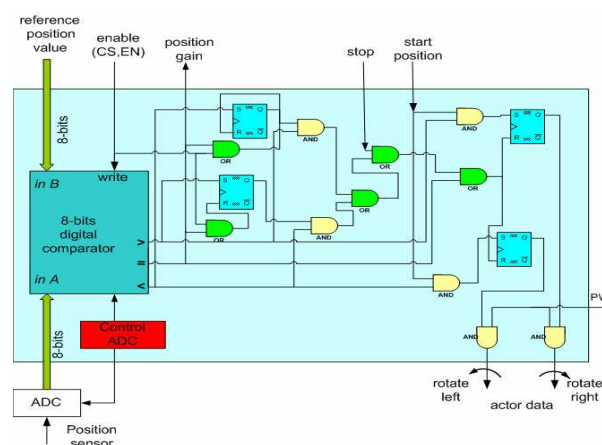 reference
position
value
enable
(CS,EN)
position
gain
stop
start
position
8-bits
in B
write
8-bits
digital
comparator
in A
>
=
<
S
Q
R
Q
OR
AND
S
Q
R
Q
OR
AND
OR
OR
AND
S
Q
R
Q
OR
AND
S
Q
R
Q
Control
ADC
8-bits
ADC
Position
sensor
AND
AND
rotate
left
actor data
rotate
right